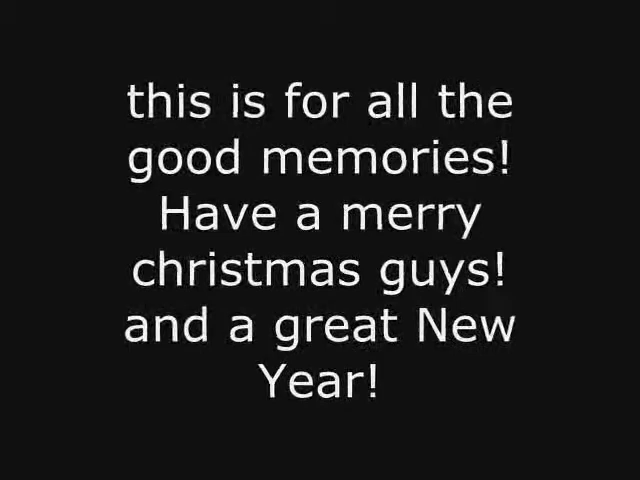 this is for all the
good memories!
Have a merry
christmas guys!
and a great New
Year!